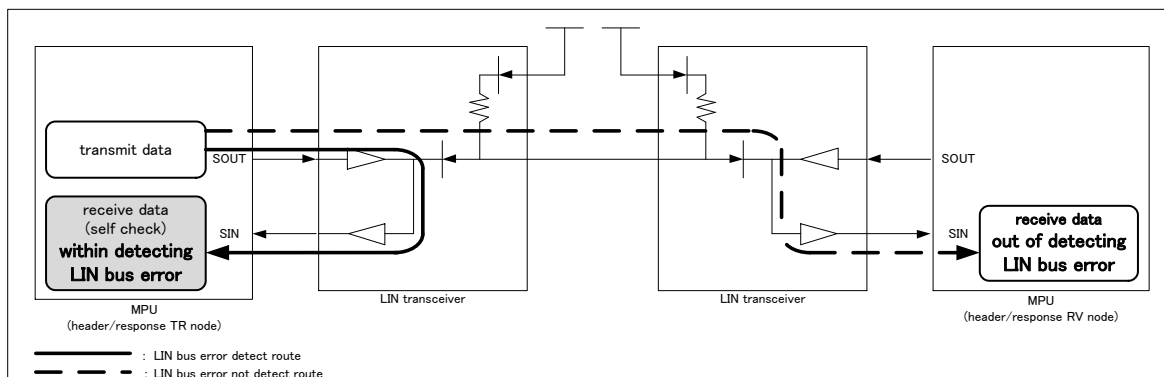 transmit data
SOUT
receive data
(self check)
within detecting
LIN bus error
SIN
MPU
(header/response TR node)
LIN transceiver
LIN transceiver
SOUT
SIN
receive data
out of detecting
LIN bus error
MPU
(header/response RV node)
: LIN bus error detect route
: LIN bus error not detect route